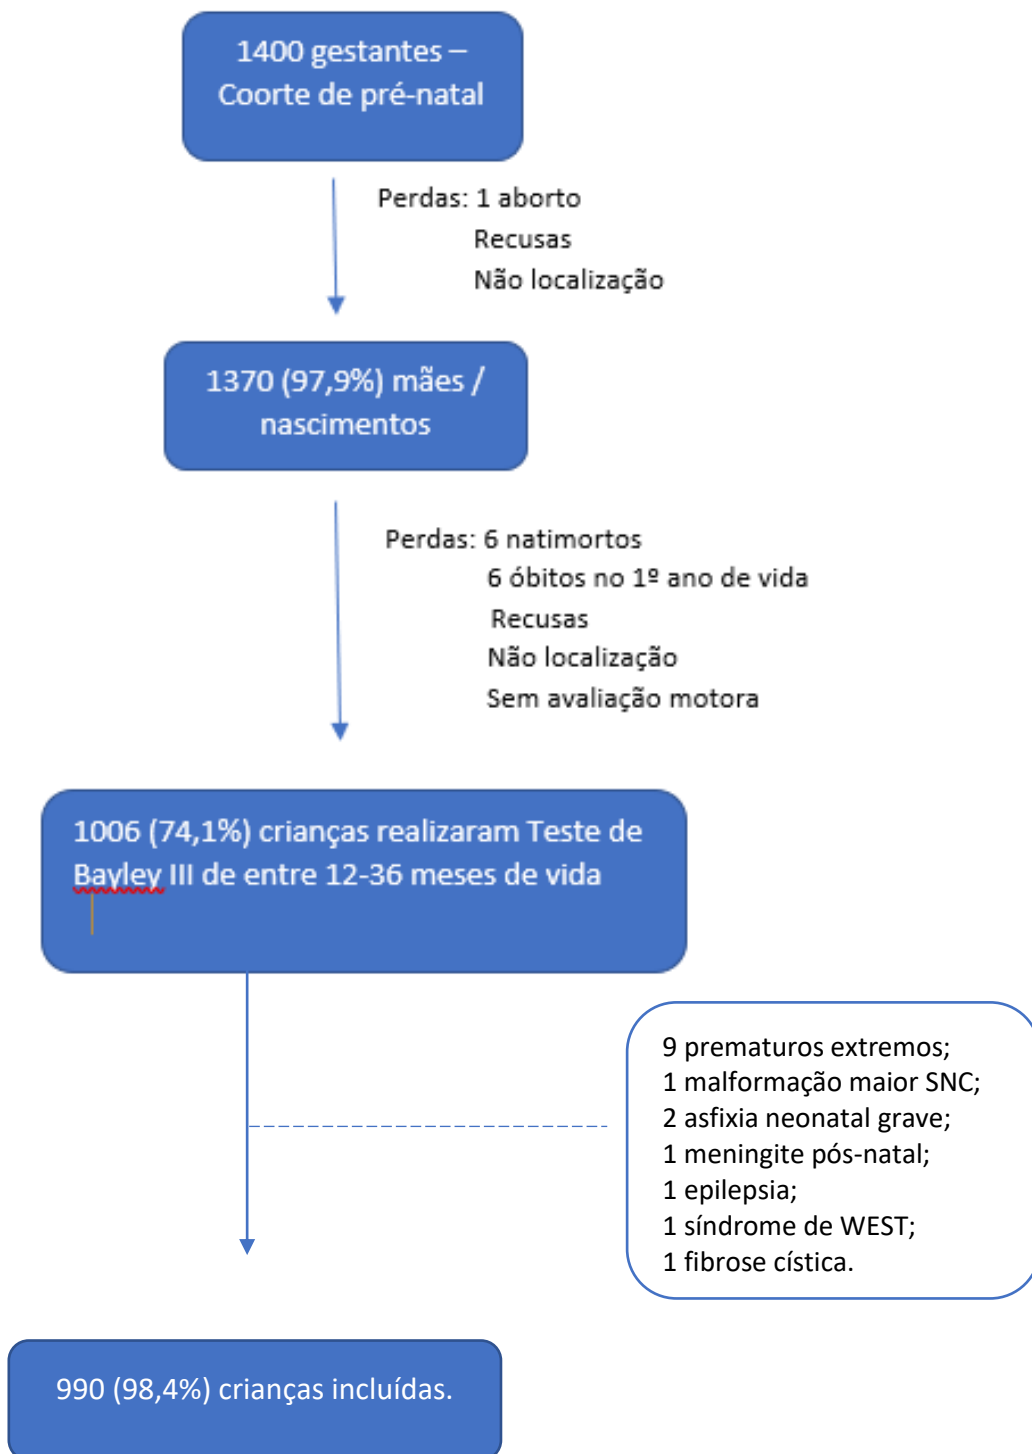 1400 gestantes –
Coorte de pré-natal
Perdas: 1 aborto
Recusas
Não localização
1370 (97,9%) mães /
nascimentos
Perdas: 6 natimortos
6 óbitos no 1º ano de vida
Recusas
Não localização
Sem avaliação motora
1006 (74,1%) crianças realizaram Teste de
Bayley III de entre 12-36 meses de vida
9 prematuros extremos;
1 malformação maior SNC;
2 asfixia neonatal grave;
1 meningite pós-natal;
1 epilepsia;
1 síndrome de WEST;
1 fibrose cística.
990 (98,4%) crianças incluídas.